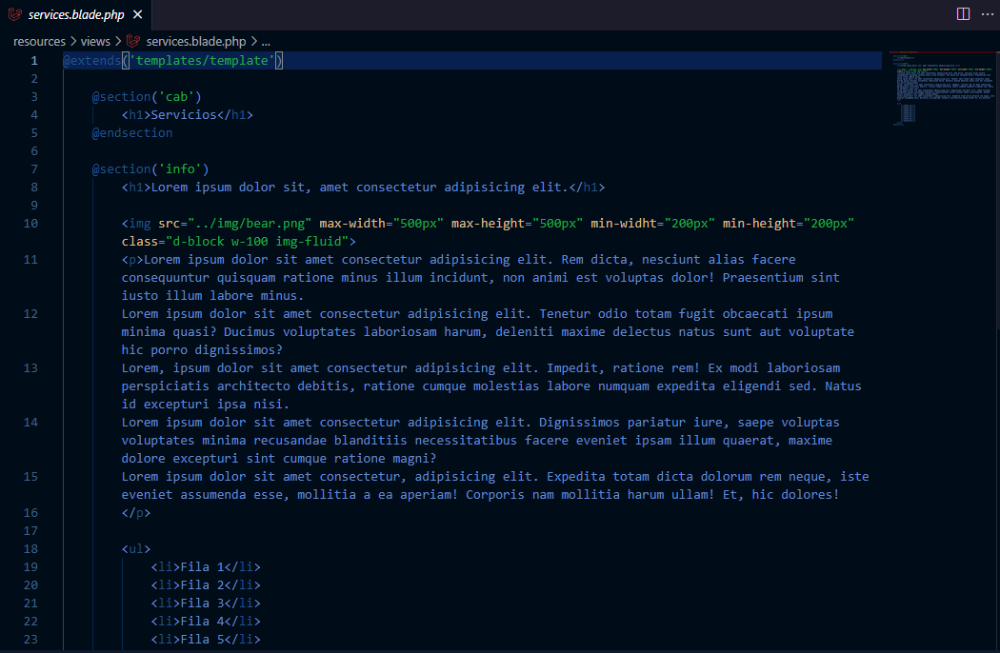 services.blade.php
resources > views > services.blade.php > ...
1 @extends('templates/template')
2
3 @section('cab')
4 <h1>Servicios</h1>
5 @endsection
6
7 @section('info')
8 <h1>Lorem ipsum dolor sit, amet consectetur adipisicing elit.</h1>
9
10 <img src="../img/bear.png" max-width="500px" max-height="500px" min-widht="200px" min-height="200px"
class="d-block w-100 img-fluid">
11 <p>Lorem ipsum dolor sit amet consectetur adipisicing elit. Rem dicta, nesciunt alias facere
consequuntur quisquam ratione minus illum incidunt, non animi est voluptas dolor! Praesentium sint
iusto illum labore minus.
12 Lorem ipsum dolor sit amet consectetur adipisicing elit. Tenetur odio totam fugit obcaecati ipsum
minima quasi? Ducimus voluptates laboriosam harum, deleniti maxime delectus natus sunt aut voluptate
hic porro dignissimos?
13 Lorem, ipsum dolor sit amet consectetur adipisicing elit. Impedit, ratione rem! Ex modi laboriosam
perspiciatis architecto debitis, ratione cumque molestias labore numquam expedita eligendi sed. Natus
id excepturi ipsa nisi.
14 Lorem ipsum dolor sit amet consectetur adipisicing elit. Dignissimos pariatur iure, saepe voluptas
voluptates minima recusandae blanditiis necessitatibus facere eveniet ipsam illum quaerat, maxime
dolore excepturi sint cumque ratione magni?
15 Lorem ipsum dolor sit amet consectetur, adipisicing elit. Expedita totam dicta dolorum rem neque, iste
eveniet assumenda esse, mollitia a ea aperiam! Corporis nam mollitia harum ullam! Et, hic dolores!
16 </p>
17
18 <ul>
19 <li>Fila 1</li>
20 <li>Fila 2</li>
21 <li>Fila 3</li>
22 <li>Fila 4</li>
23 <li>Fila 5</li>